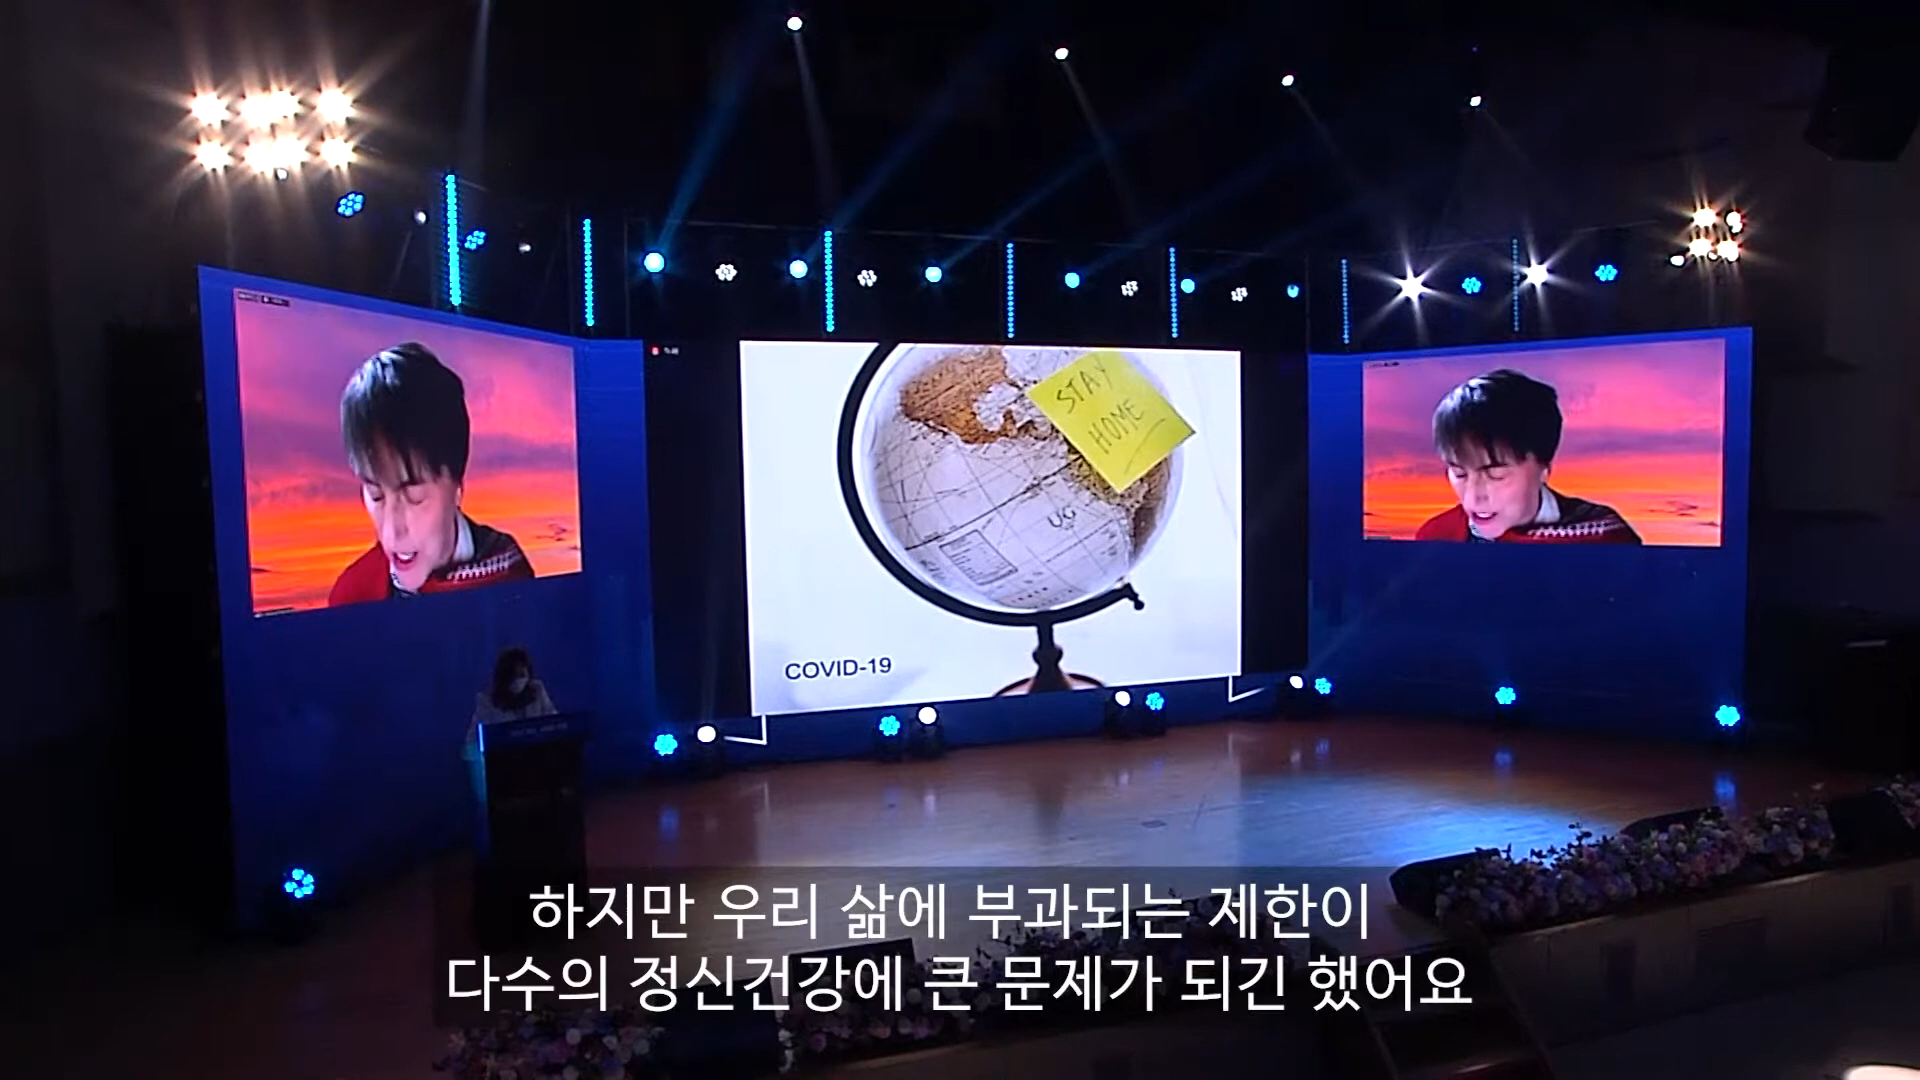 STAY
HOME
UG
COVID-19
하지만 우리 삶에 부과되는 제한이
다수의 정신건강에 큰 문제가 되긴 했어요